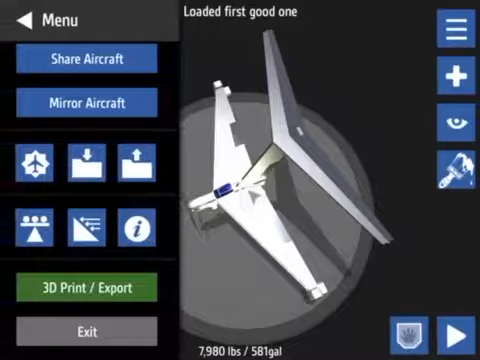 Menu
Loaded first good one
Share Aircraft
Mirror Aircraft
3D Print / Export
Exit
7,980 lbs / 581gal